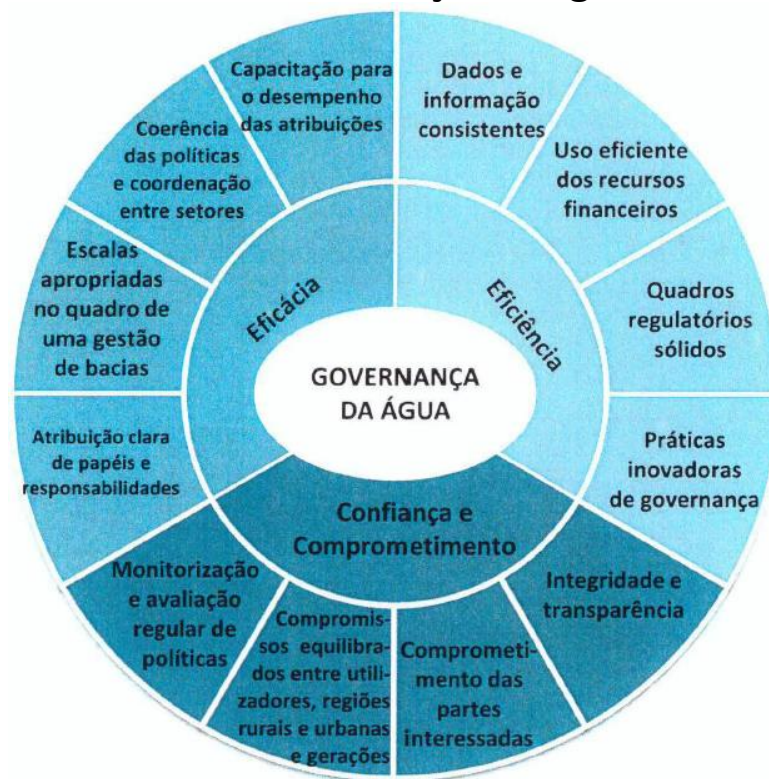 Capacitação para
o desempenho
das atribuições
Dados e
informação
consistentes
Coerência
das políticas
e coordenação
entre setores
Uso eficiente
dos recursos
financeiros
Escalas
apropriadas
no quadro de
uma gestão
de bacias
Quadros
regulatórios
sólidos
Eficácia
Eficiência
GOVERNANÇA
DA ÁGUA
Atribuição clara
de papéis e
responsabilidades
Práticas
inovadoras
de governança
Confiança e
Comprometimento
Monitorização
e avaliação
regular de
políticas
Compromis-
sos equilibra-
dos entre utili-
zadores, regiões
rurais e urbanas
e gerações
Comprometi-
mento das
partes
interessadas
Integridade e
transparência